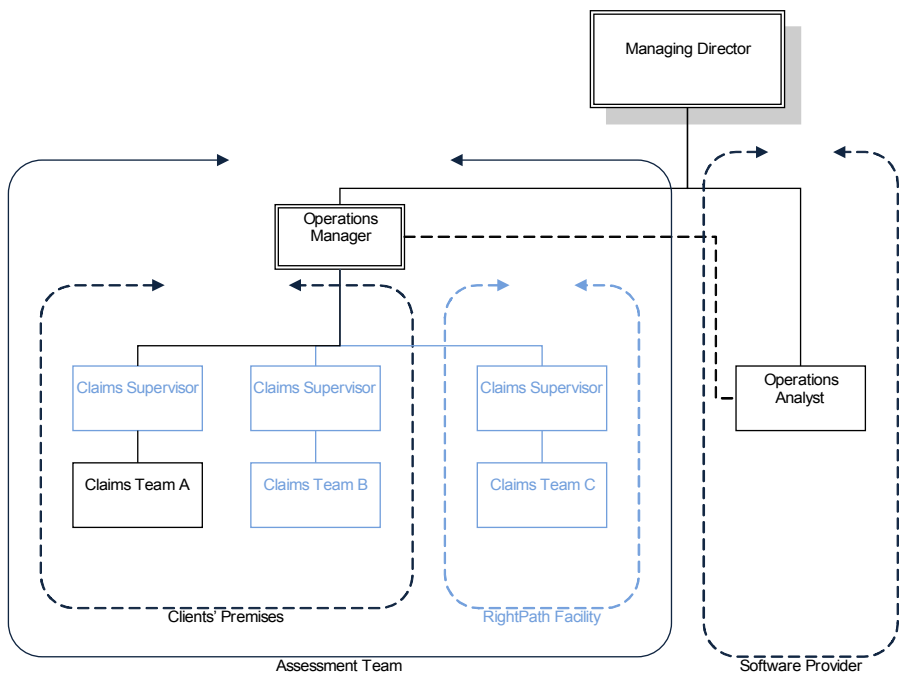 Managing Director
Operations
Manager
Claims Supervisor
Claims Supervisor
Claims Supervisor
Operations
Analyst
Claims Team A
Claims Team B
Claims Team C
Clients' Premises
RightPath Facility
Assessment Team
Software Provider